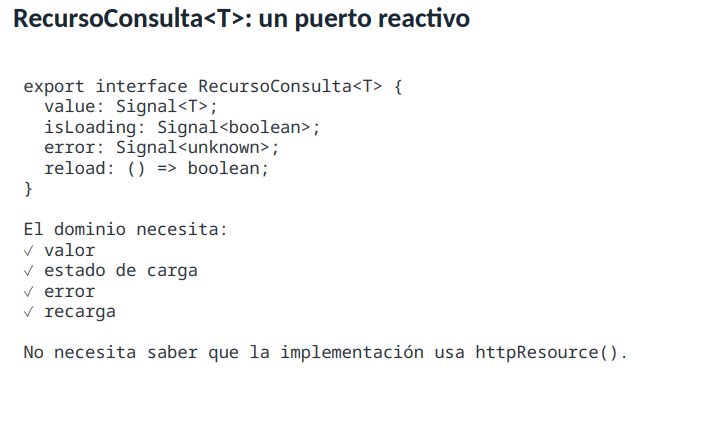 RecursoConsulta<T>: un puerto reactivo
export interface RecursoConsulta<T> {
  value: Signal<T>;
  isLoading: Signal<boolean>;
  error: Signal<unknown>;
  reload: () => boolean;
}
El dominio necesita:
✓ valor
✓ estado de carga
✓ error
✓ recarga
No necesita saber que la implementación usa httpResource().